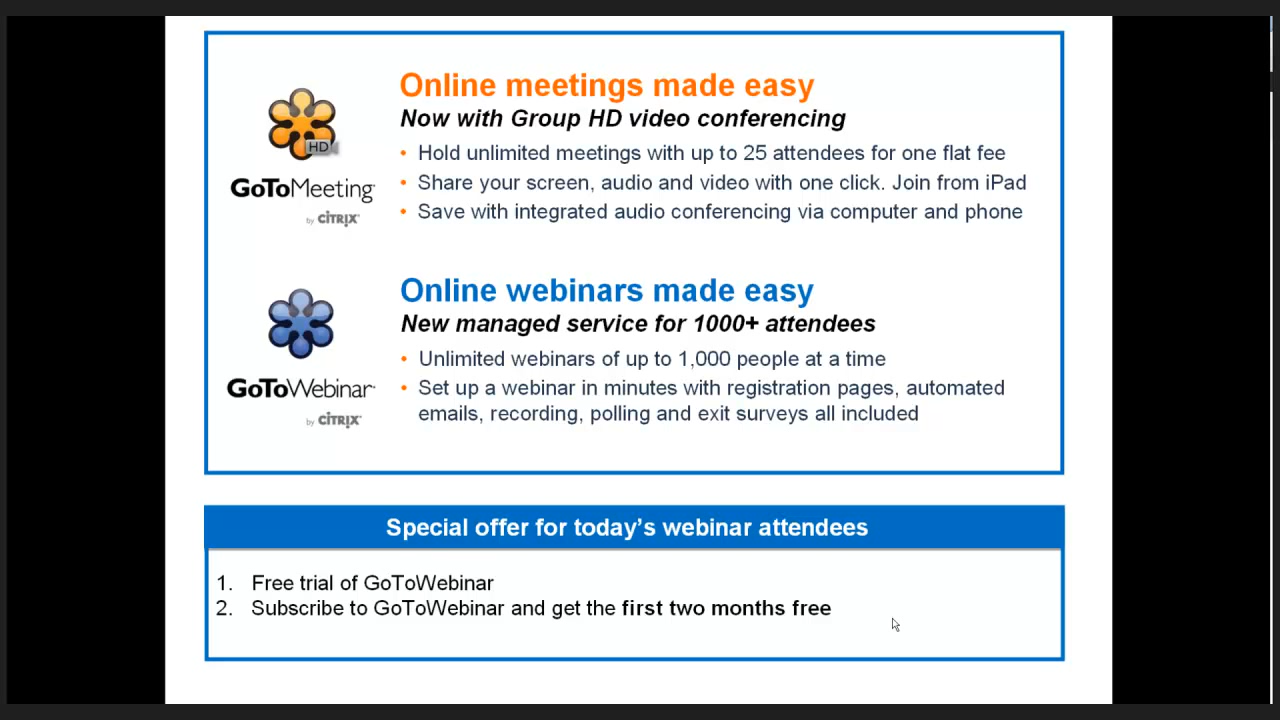 Online meetings made easy
Now with Group HD video conferencing
HD
• Hold unlimited meetings with up to 25 attendees for one flat fee
• Share your screen, audio and video with one click. Join from iPad
• Save with integrated audio conferencing via computer and phone
GoToMeeting
by CITRIX
Online webinars made easy
New managed service for 1000+ attendees
• Unlimited webinars of up to 1,000 people at a time
• Set up a webinar in minutes with registration pages, automated
emails, recording, polling and exit surveys all included
GoToWebinar
by CITRIX
Special offer for today’s webinar attendees
1. Free trial of GoToWebinar
2. Subscribe to GoToWebinar and get the first two months free